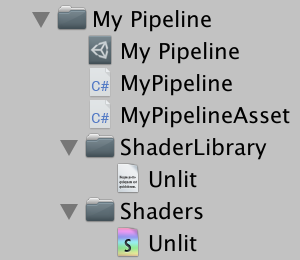 My Pipeline
My Pipeline
C# MyPipeline
C# MyPipelineAsset
ShaderLibrary
Unlit
Shaders
S Unlit